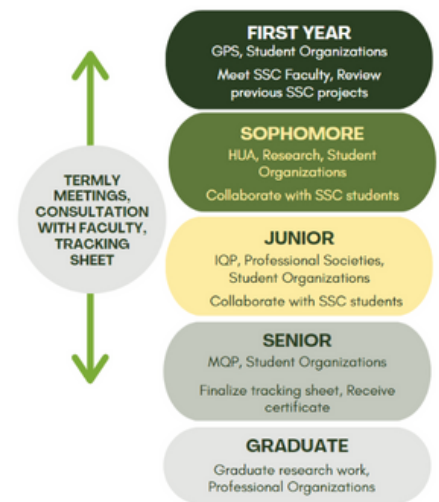 FIRST YEAR
GPS, Student Organizations
Meet SSC Faculty, Review
previous SSC projects
SOPHOMORE
HUA, Research, Student
Organizations
Collaborate with SSC students
TERMLY
MEETINGS,
CONSULTATION
WITH FACULTY,
TRACKING
SHEET
JUNIOR
IQP, Professional Societies,
Student Organizations
Collaborate with SSC students
SENIOR
MQP, Student Organizations
Finalize tracking sheet, Receive
certificate
GRADUATE
Graduate research work,
Professional Organizations